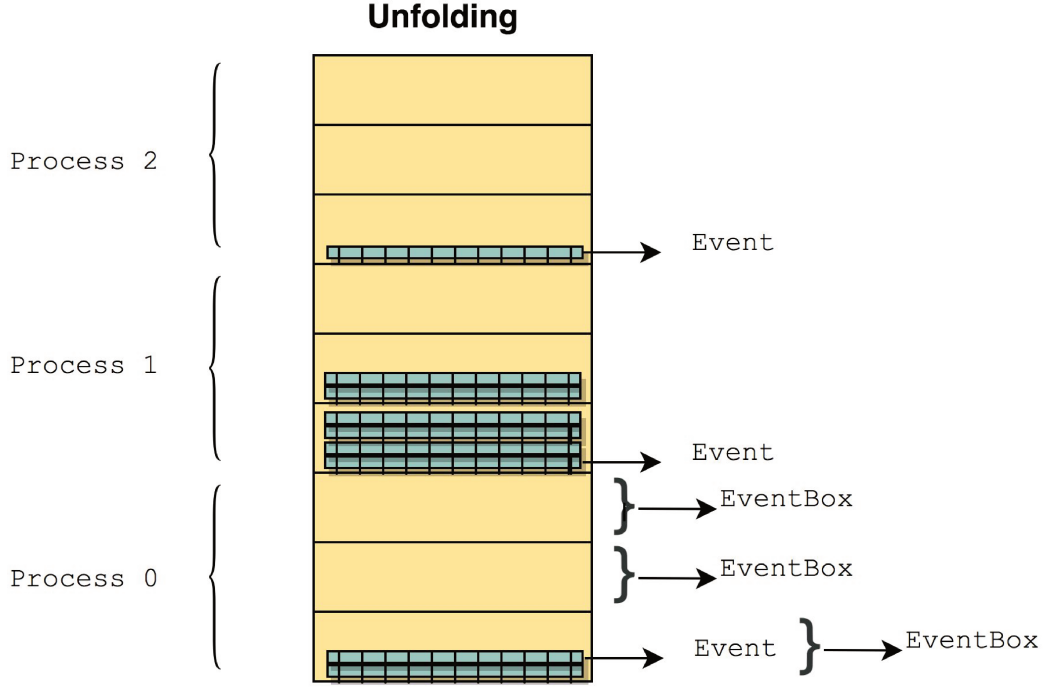 Unfolding
Process 2
Event
Process 1
Event
EventBox
EventBox
Process 0
Event
EventBox